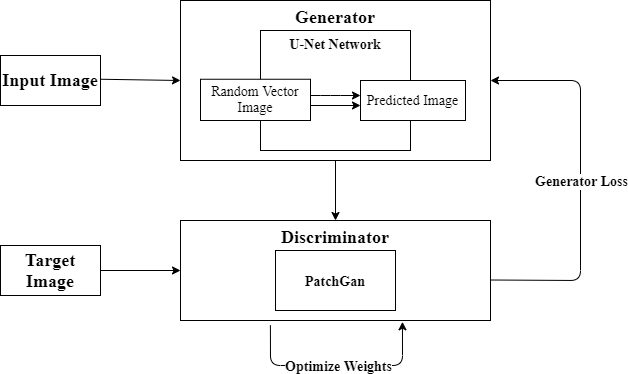 Generator
U-Net Network
Input Image
Random Vector
Image
Predicted Image
Generator Loss
Discriminator
Target
Image
PatchGan
Optimize Weights